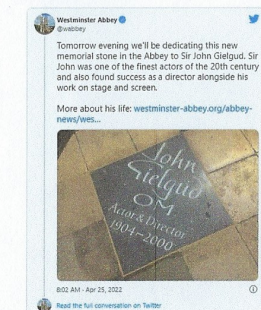 Westminster Abbey
@wabbey
Tomorrow evening we'll be dedicating this new
memorial stone in the Abbey to Sir John Gielgud. Sir
John was one of the finest actors of the 20th century
and also found success as a director alongside his
work on stage and screen.
More about his life: westminster-abbey.org/abbey-
news/wes...
John
Gielgud
OM
Actor & Director
1904–2000
8:02 AM - Apr 25, 2022
Read the full conversation on Twitter